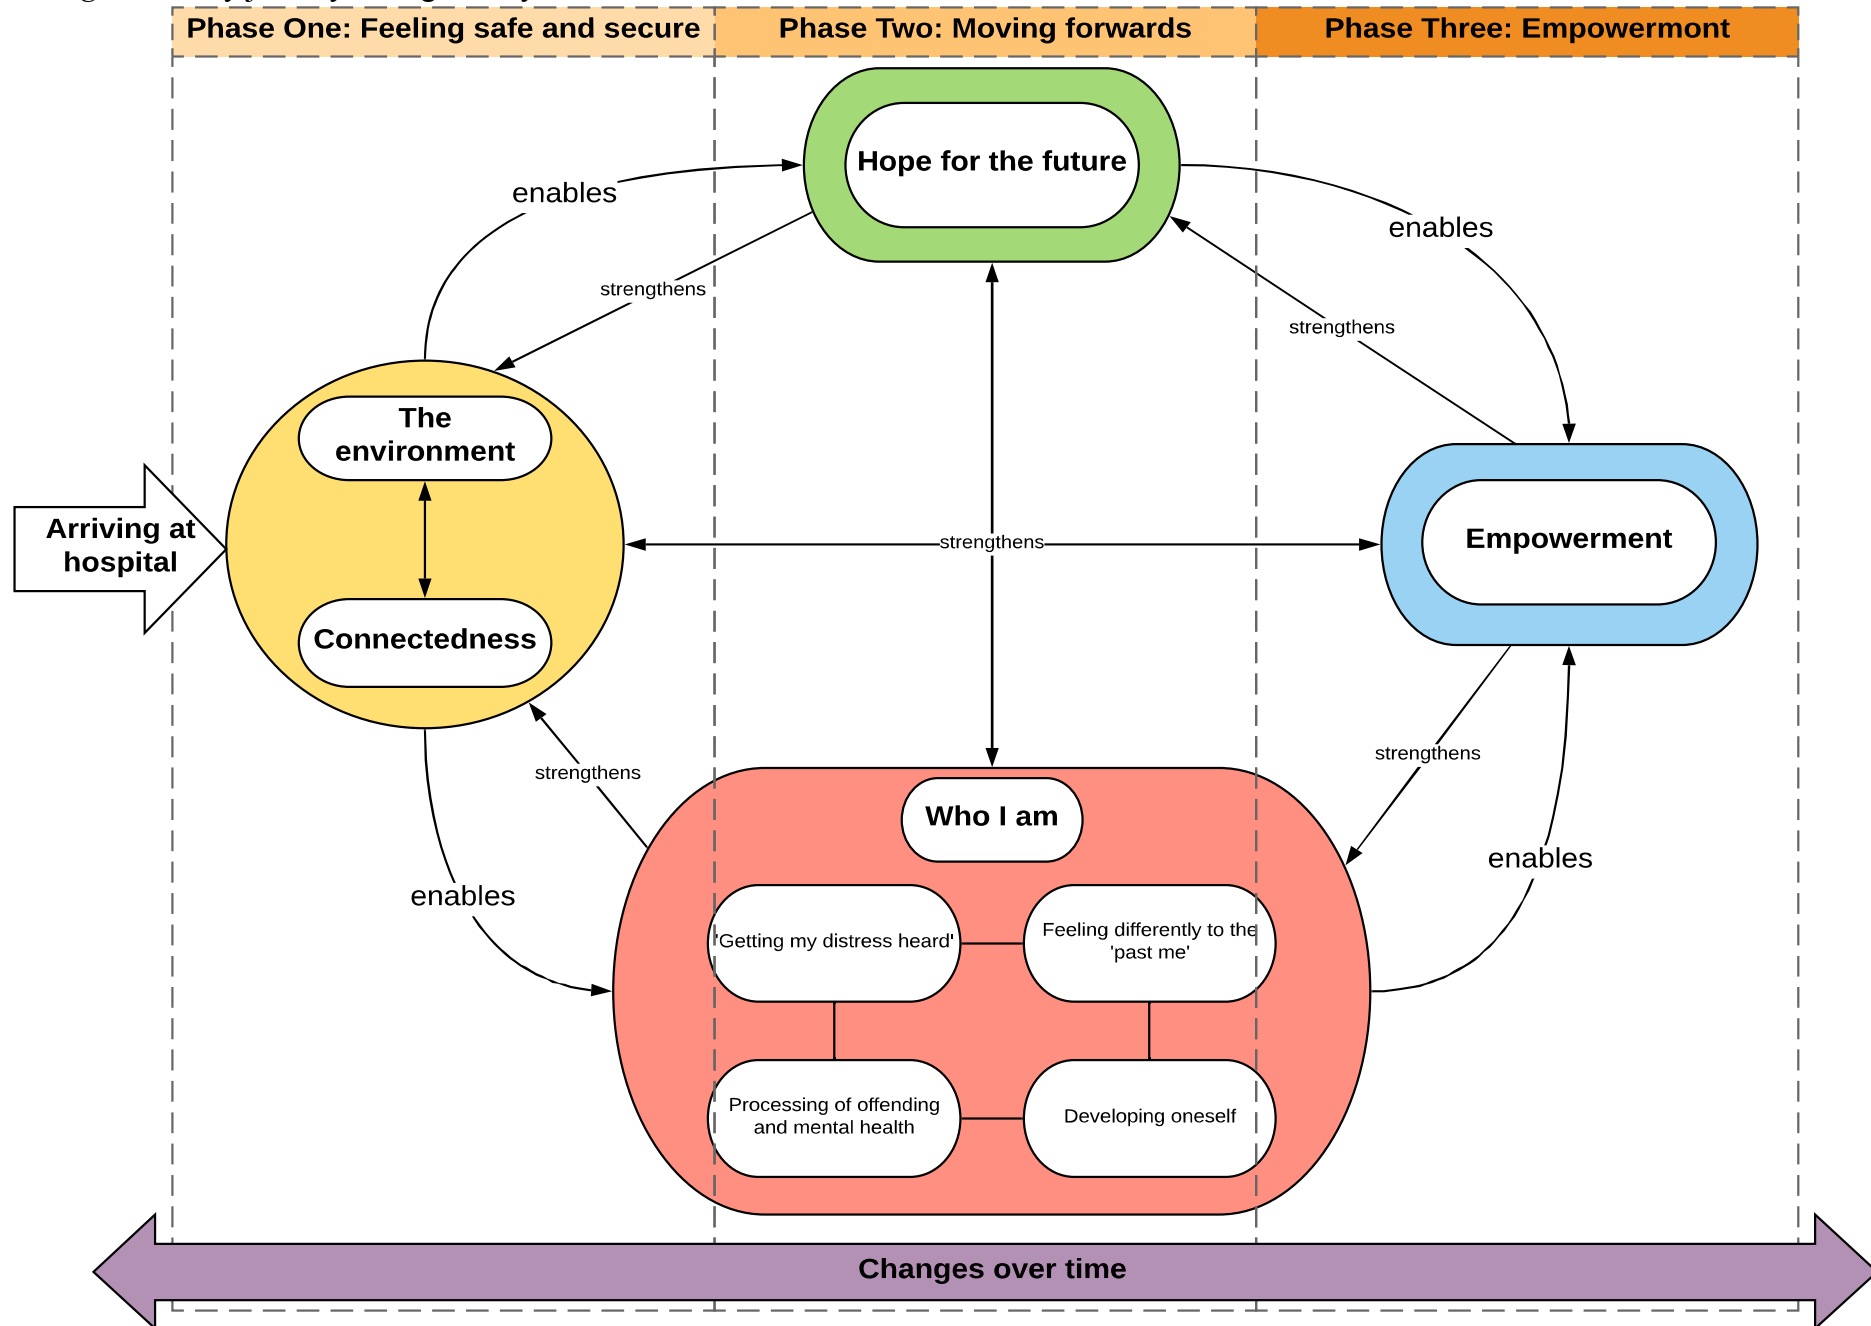 Phase One: Feeling safe and secure
Phase Two: Moving forwards
Phase Three: Empowermont
Hope for the future
enables
enables
strengthens
strengthens
The
environment
Arriving at
hospital
Empowerment
strengthens
Connectedness
strengthens
strengthens
Who I am
enables
enables
'Getting my distress heard'
Feeling differently to the
'past me'
Processing of offending
and mental health
Developing oneself
Changes over time